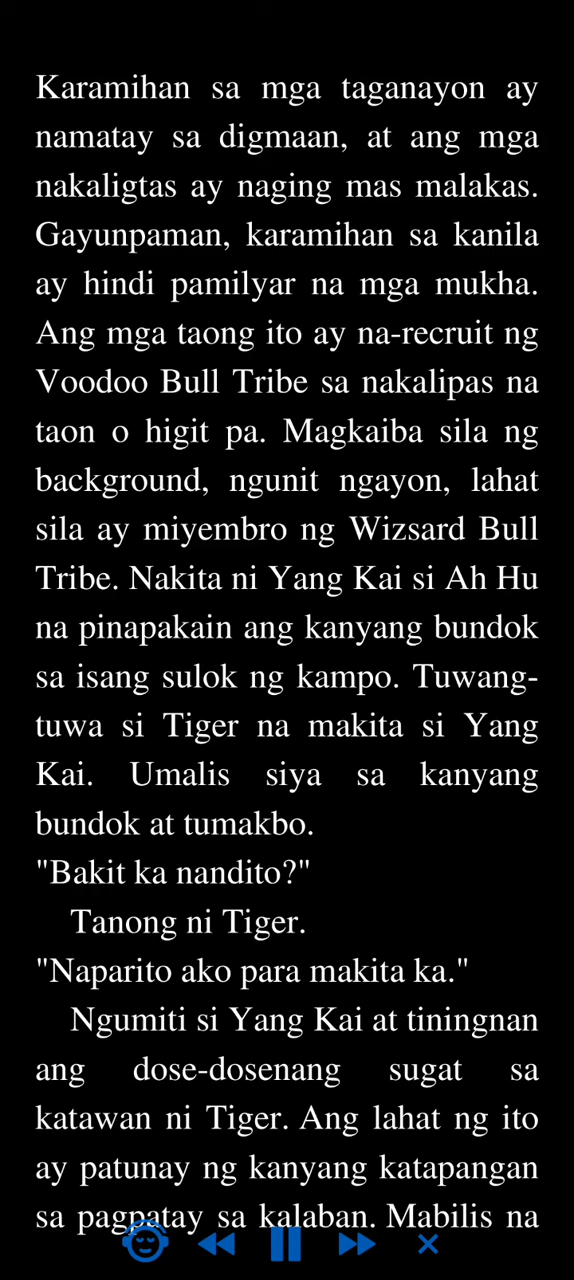 Karamihan sa mga taganayon ay
namatay sa digmaan, at ang mga
nakaligtas ay naging mas malakas.
Gayunpaman, karamihan sa kanila
ay hindi pamilyar na mga mukha.
Ang mga taong ito ay na-recruit ng
Voodoo Bull Tribe sa nakalipas na
taon o higit pa. Magkaiba sila ng
background, ngunit ngayon, lahat
sila ay miyembro ng Wizsard Bull
Tribe. Nakita ni Yang Kai si Ah Hu
na pinapakain ang kanyang bundok
sa isang sulok ng kampo. Tuwang-
tuwa si Tiger na makita si Yang
Kai. Umalis siya sa kanyang
bundok at tumakbo.
"Bakit ka nandito?"
Tanong ni Tiger.
"Naparito ako para makita ka."
Ngumiti si Yang Kai at tiningnan
ang dose-dosenang sugat sa
katawan ni Tiger. Ang lahat ng ito
ay patunay ng kanyang katapangan
sa pagpatay sa kalaban. Mabilis na